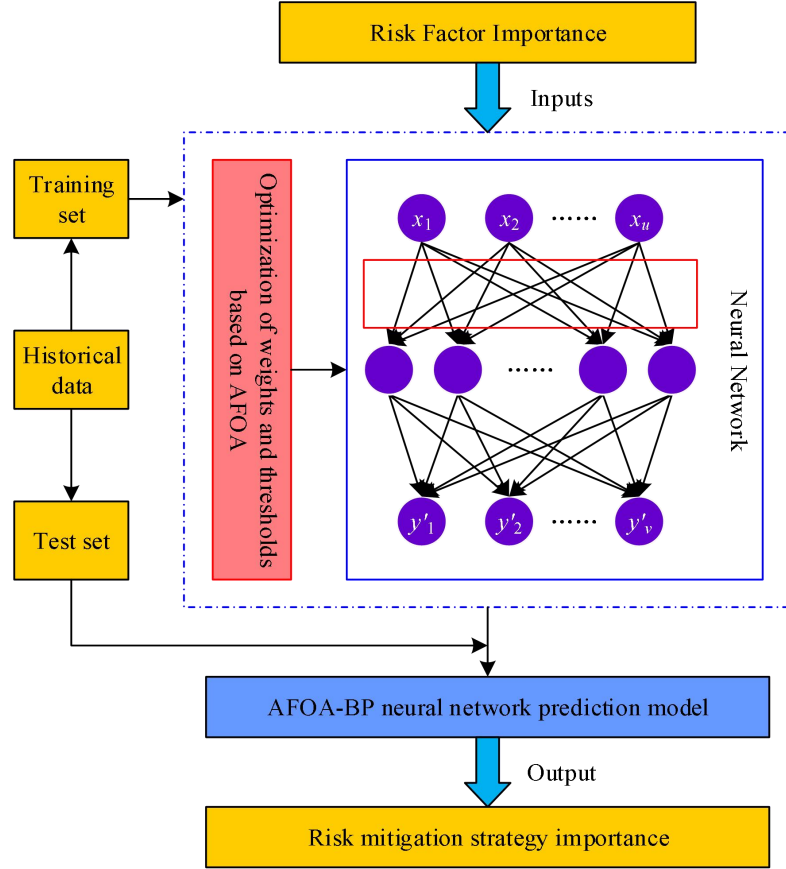 Risk Factor Importance
Inputs
Training
set
Historical
data
Test set
Optimization of weights and thresholds
based on AFOA
x₁ x₂ ...... xᵤ
......
y′₁ y′₂ ...... y′ᵥ
Neural Network
AFOA-BP neural network prediction model
Output
Risk mitigation strategy importance